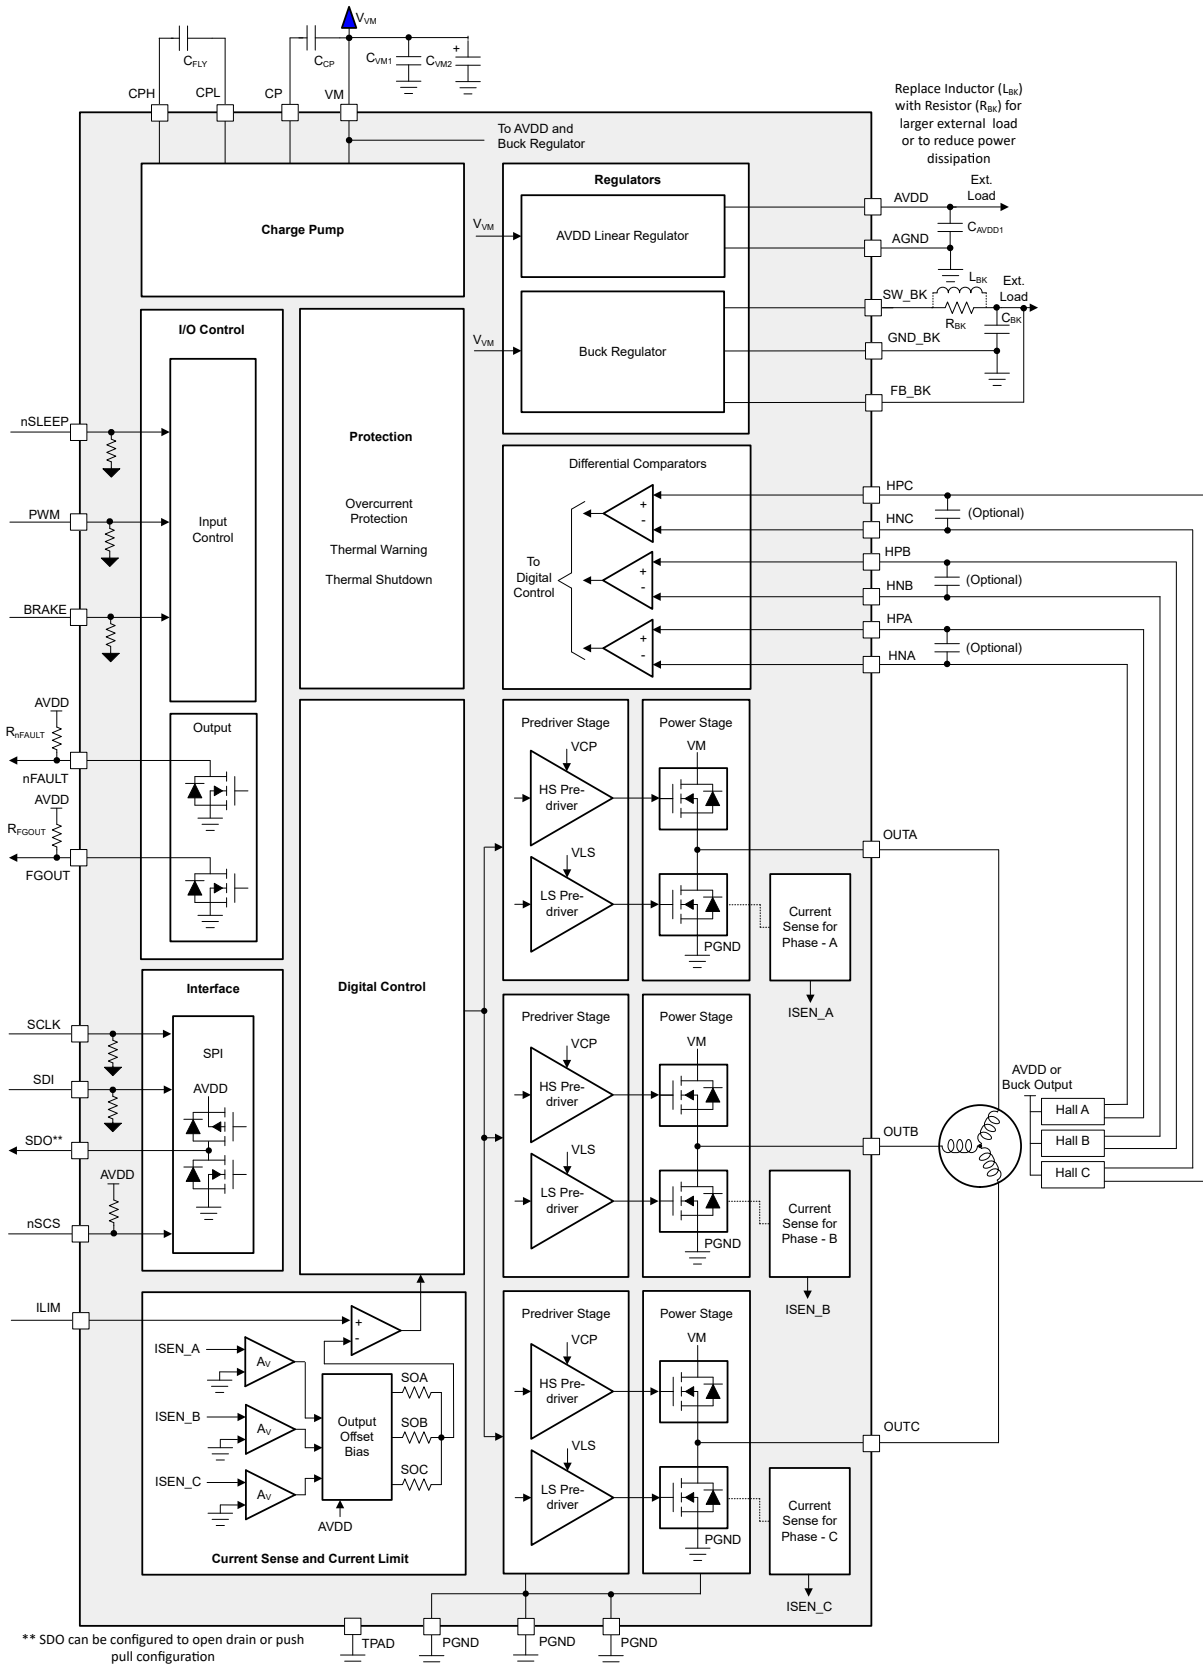 V_VM
C_FLY
C_CP
C_VM1
+
C_VM2
CPH
CPL
CP
VM
Replace Inductor (L_BK)
with Resistor (R_BK) for
larger external load
or to reduce power
dissipation
To AVDD and
Buck Regulator
Charge Pump
Regulators
V_VM
AVDD Linear Regulator
V_VM
Buck Regulator
AVDD
Ext.
Load
C_AVDD1
AGND
SW_BK
L_BK
Ext.
Load
R_BK
C_BK
GND_BK
FB_BK
I/O Control
Input
Control
nSLEEP
PWM
BRAKE
Protection
Overcurrent
Protection
Thermal Warning
Thermal Shutdown
Differential Comparators
To
Digital
Control
+
-
+
-
+
-
HPC
HNC
(Optional)
HPB
HNB
(Optional)
HPA
HNA
(Optional)
AVDD
R_nFAULT
nFAULT
AVDD
R_FGOUT
FGOUT
Output
Digital Control
Predriver Stage
VCP
HS Pre-
driver
VLS
LS Pre-
driver
Power Stage
VM
PGND
OUTA
Current
Sense for
Phase - A
ISEN_A
Interface
SPI
AVDD
SCLK
SDI
SDO**
AVDD
nSCS
Predriver Stage
VCP
HS Pre-
driver
VLS
LS Pre-
driver
Power Stage
VM
PGND
OUTB
Current
Sense for
Phase - B
ISEN_B
AVDD or
Buck Output
Hall A
Hall B
Hall C
ILIM
+
-
ISEN_A
A_V
ISEN_B
A_V
ISEN_C
A_V
Output
Offset
Bias
SOA
SOB
SOC
AVDD
Current Sense and Current Limit
Predriver Stage
VCP
HS Pre-
driver
VLS
LS Pre-
driver
Power Stage
VM
PGND
OUTC
Current
Sense for
Phase - C
ISEN_C
TPAD
PGND
PGND
PGND
** SDO can be configured to open drain or push
pull configuration